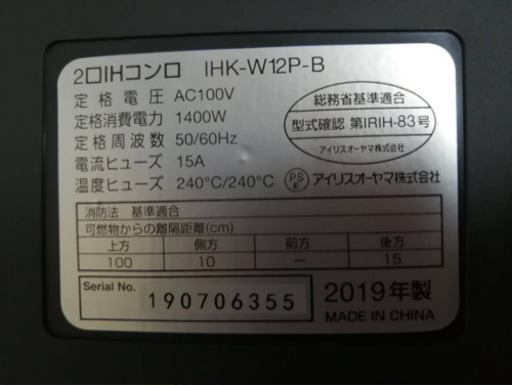 2口IHコンロ IHK-W12P-B
定格電圧 AC100V
定格消費電力 1400W
定格周波数 50/60Hz
電流ヒューズ 15A
温度ヒューズ 240°C/240°C
総務省基準適合
型式確認 第IRIH-83号
アイリスオーヤマ株式会社
PSE アイリスオーヤマ株式会社
消防法 基準適合
可燃物からの離隔距離(cm)
上方 側方 前方 後方
100 10 ー 15
Serial No. 190706355
2019年製
MADE IN CHINA